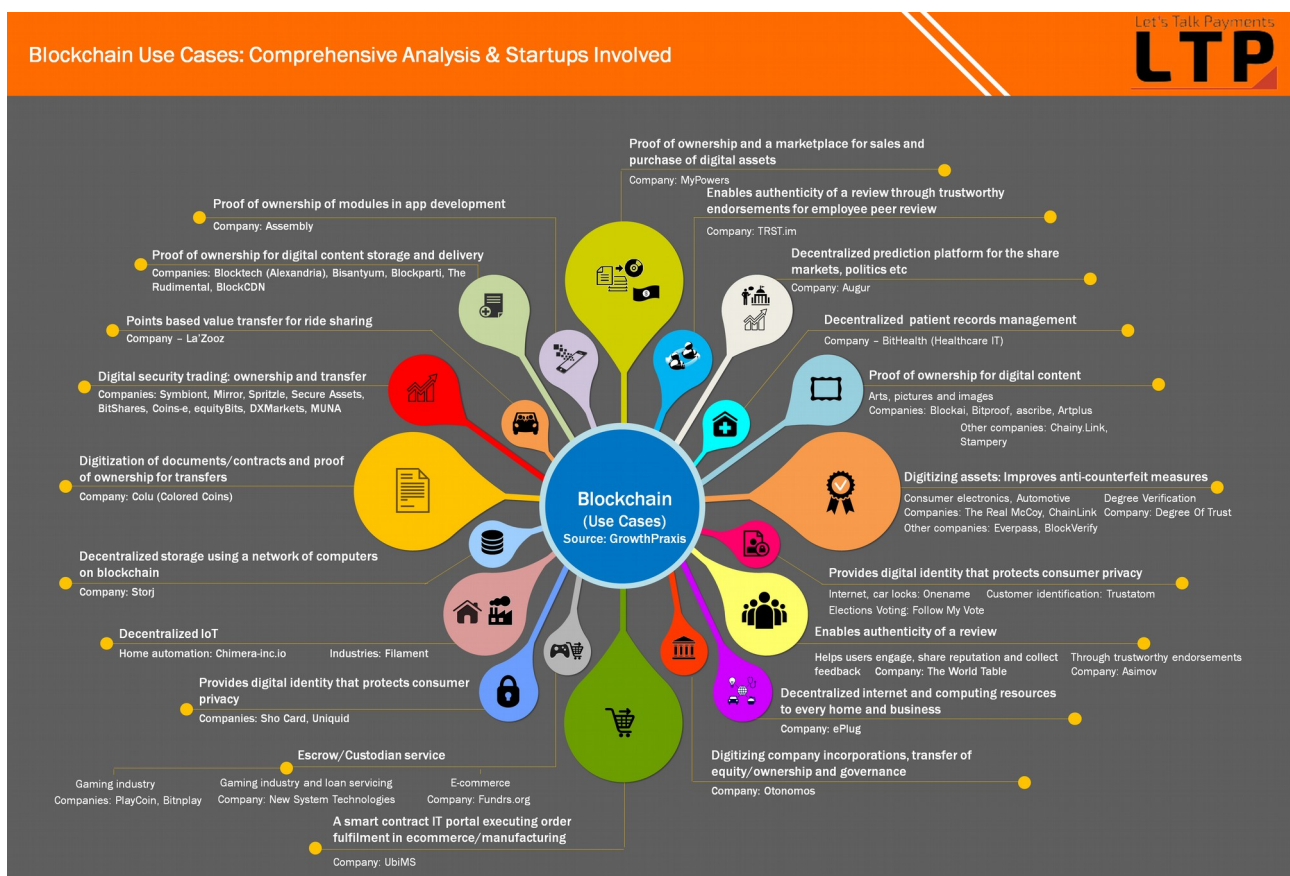 Let's Talk Payments
LTP
Blockchain Use Cases: Comprehensive Analysis & Startups Involved
Proof of ownership and a marketplace for sales and
purchase of digital assets
Company: MyPowers
Enables authenticity of a review through trustworthy
endorsements for employee peer review
Company: TRST.im
Decentralized prediction platform for the share
markets, politics etc
Company: Augur
Decentralized patient records management
Company – BitHealth (Healthcare IT)
Proof of ownership for digital content
Arts, pictures and images
Companies: Blockai, Bitproof, ascribe, Artplus
Other companies: Chainy.Link,
Stampery
Digitizing assets: Improves anti-counterfeit measures
Consumer electronics, Automotive Degree Verification
Companies: The Real McCoy, ChainLink Company: Degree Of Trust
Other companies: Everpass, BlockVerify
Provides digital identity that protects consumer privacy
Internet, car locks: Onename Customer identification: Trustatom
Elections Voting: Follow My Vote
Enables authenticity of a review
Helps users engage, share reputation and collect Through trustworthy endorsements
feedback Company: The World Table Company: Asimov
Decentralized internet and computing resources
to every home and business
Company: ePlug
Digitizing company incorporations, transfer of
equity/ownership and governance
Company: Otonomos
Proof of ownership of modules in app development
Company: Assembly
Proof of ownership for digital content storage and delivery
Companies: Blocktech (Alexandria), Bisantyum, Blockparti, The
Rudimental, BlockCDN
Points based value transfer for ride sharing
Company – La'Zooz
Digital security trading: ownership and transfer
Companies: Symbiont, Mirror, Spritzle, Secure Assets,
BitShares, Coins-e, equityBits, DXMarkets, MUNA
Digitization of documents/contracts and proof
of ownership for transfers
Company: Colu (Colored Coins)
Decentralized storage using a network of computers
on blockchain
Company: Storj
Decentralized IoT
Home automation: Chimera-inc.io Industries: Filament
Provides digital identity that protects consumer
privacy
Companies: Sho Card, Uniquid
Escrow/Custodian service
Gaming industry Gaming industry and loan servicing E-commerce
Companies: PlayCoin, Bitnplay Company: New System Technologies Company: Fundrs.org
A smart contract IT portal executing order
fulfilment in ecommerce/manufacturing
Company: UbiMS
Blockchain
(Use Cases)
Source: GrowthPraxis